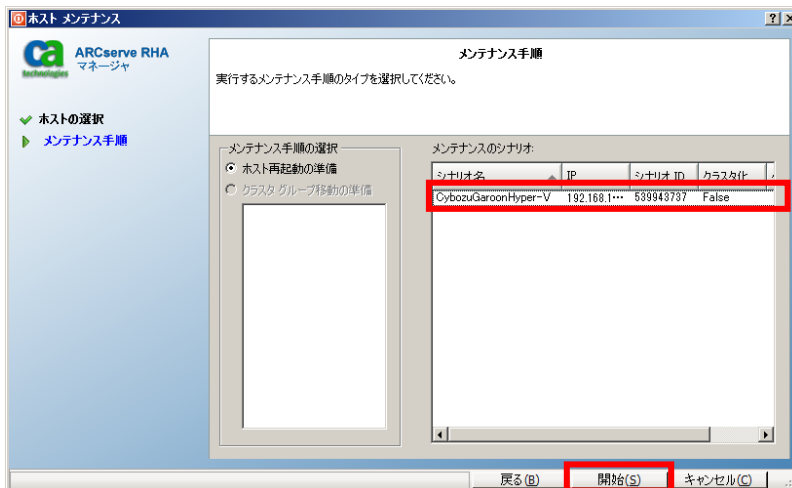 ホスト メンテナンス
ca
technologies
ARCserve RHA
マネージャ
ホストの選択
メンテナンス手順
メンテナンス手順
実行するメンテナンス手順のタイプを選択してください。
メンテナンス手順の選択
ホスト再起動の準備
クラスタ グループ移動の準備
メンテナンスのシナリオ:
シナリオ名 IP シナリオ ID クラスタ化
CybozuGaroonHyper-V 192.168.1… 539943737 False
戻る(B) 開始(S) キャンセル(C)